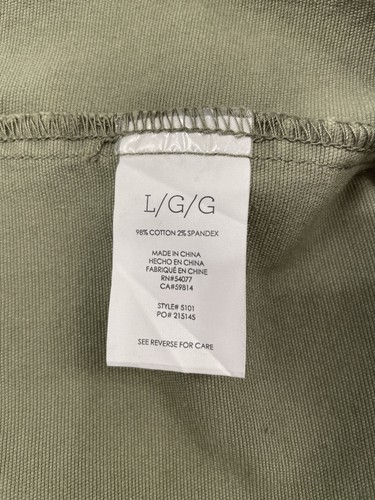 L/G/G
98% COTTON 2% SPANDEX
MADE IN CHINA
HECHO EN CHINA
FABRIQUÉ EN CHINE
RN#54077
CA#59814
STYLE# 5101
PO# 215145
SEE REVERSE FOR CARE